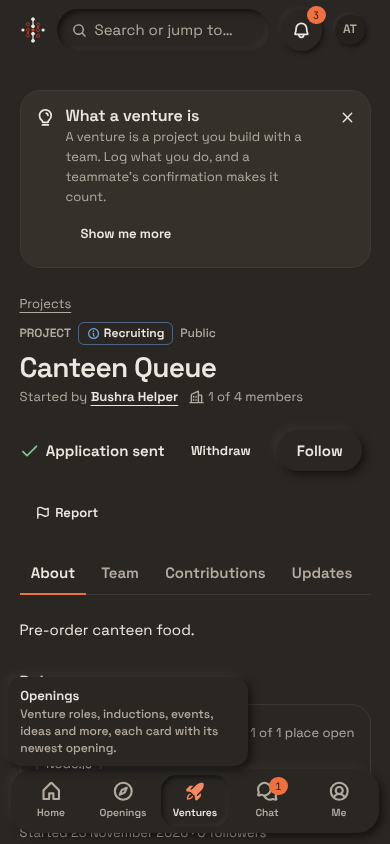 Search or jump to...
3
AT
What a venture is
A venture is a project you build with a
team. Log what you do, and a
teammate's confirmation makes it
count.
Show me more
Projects
PROJECT Recruiting Public
Canteen Queue
Started by Bushra Helper 1 of 4 members
Application sent Withdraw Follow
Report
About Team Contributions Updates
Pre-order canteen food.
Openings
Venture roles, inductions, events,
ideas and more, each card with its
newest opening.
1 of 1 place open
1
Home Openings Ventures Chat Me